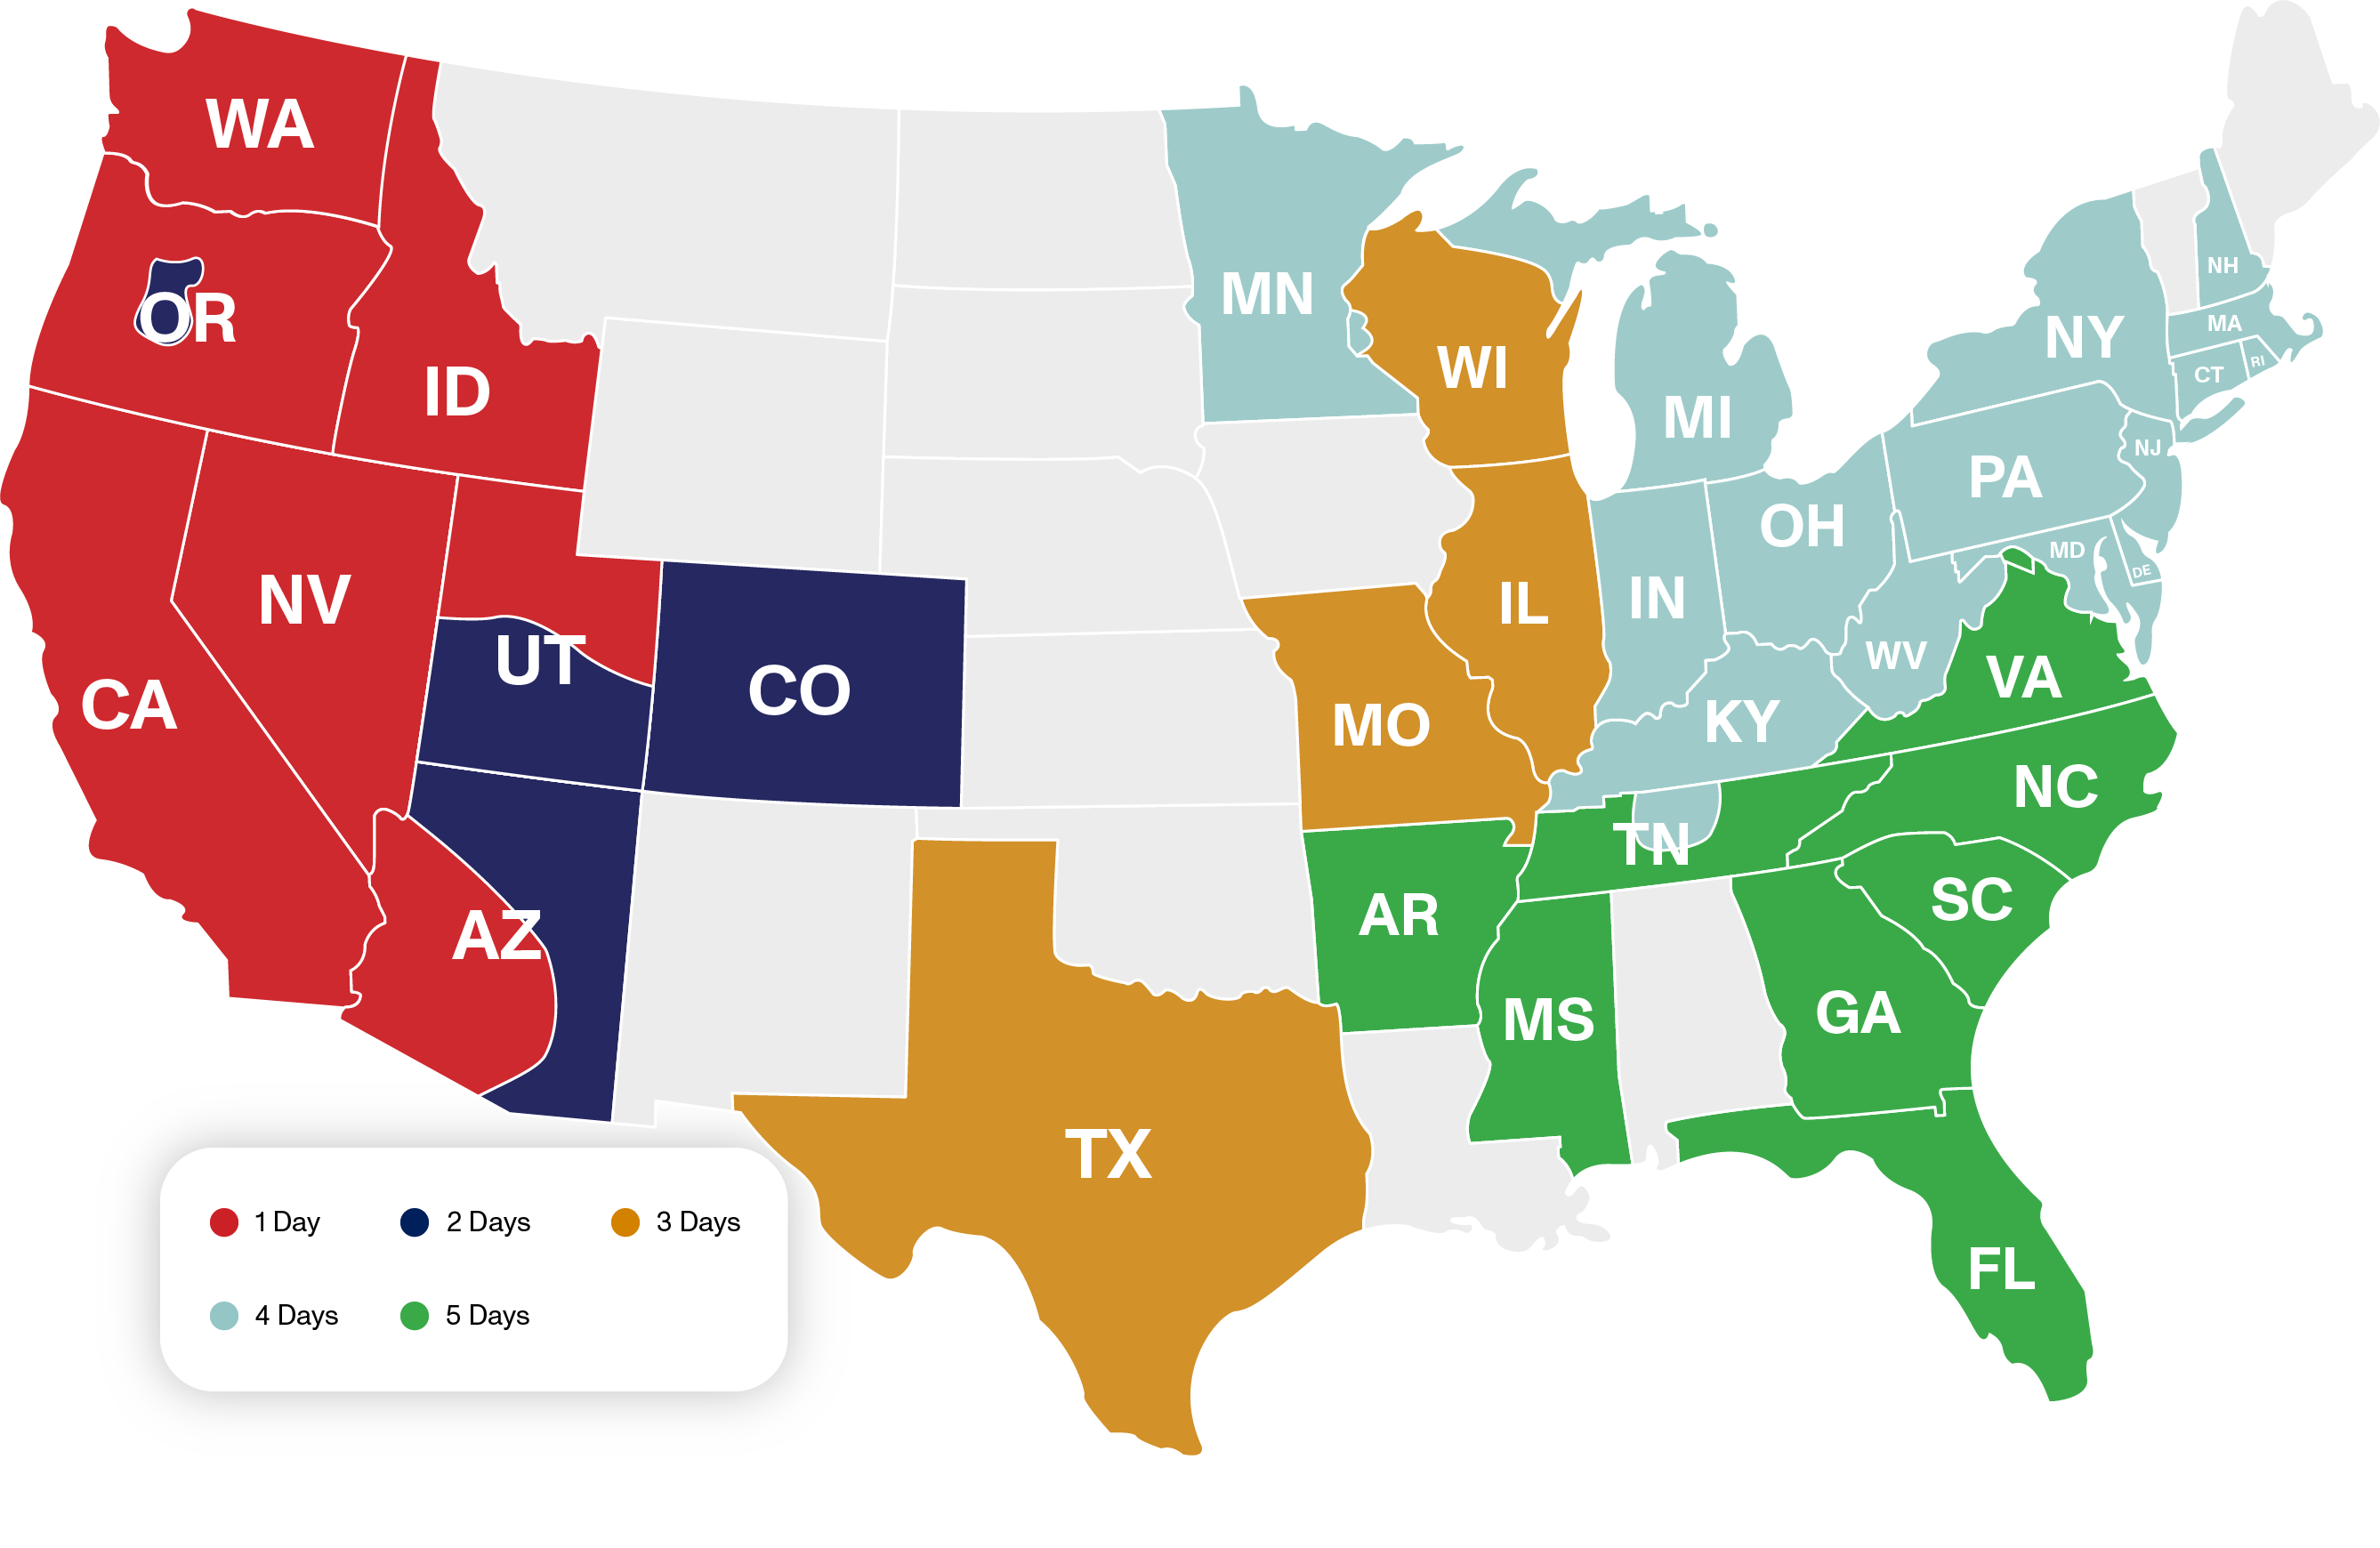 WA
OR
ID
MN
NH
WI
NY
MA
RI
CT
MI
NJ
PA
OH
MD
DE
NV
IL
IN
UT
WV
VA
CO
CA
MO
KY
NC
TN
SC
AR
AZ
MS
GA
TX
FL
1 Day
2 Days
3 Days
4 Days
5 Days